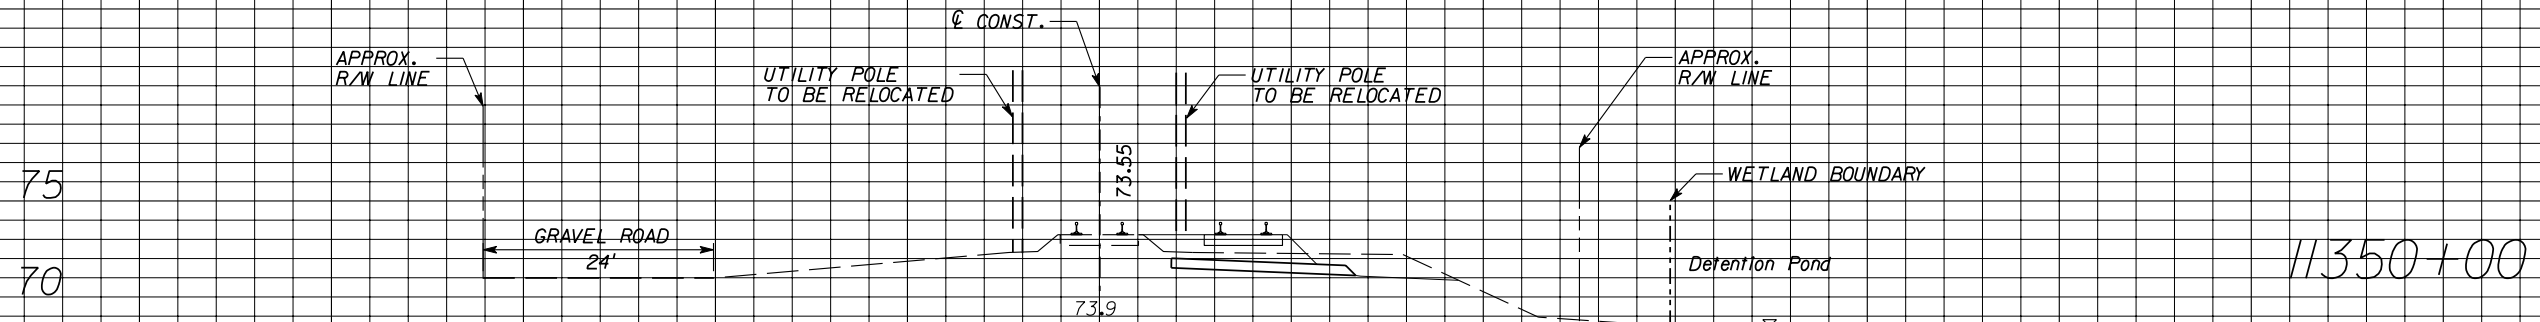 ℄ CONST.
APPROX.
R/W LINE
UTILITY POLE
TO BE RELOCATED
UTILITY POLE
TO BE RELOCATED
APPROX.
R/W LINE
73.55
75
WETLAND BOUNDARY
GRAVEL ROAD
24'
70
Detention Pond
11350+00
73.9